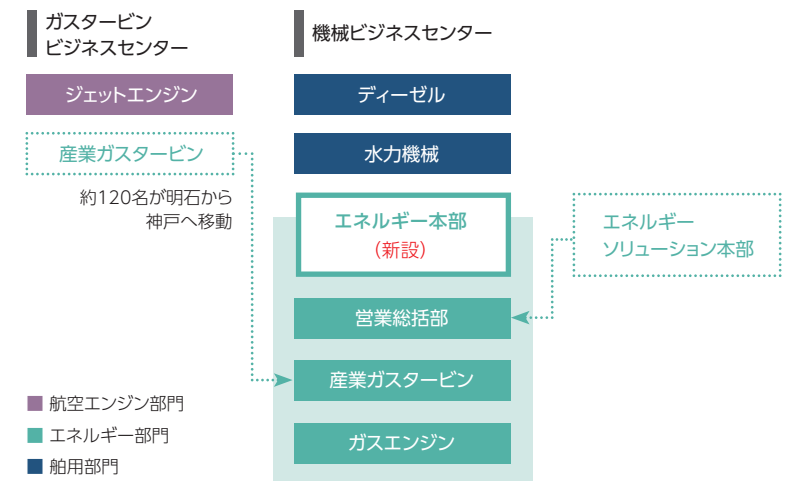 ガスタービン
ビジネスセンター
機械ビジネスセンター
ジェットエンジン
ディーゼル
産業ガスタービン
水力機械
約120名が明石から
神戸へ移動
エネルギー本部
（新設）
エネルギー
ソリューション本部
営業総括部
産業ガスタービン
ガスエンジン
航空エンジン部門
エネルギー部門
舶用部門